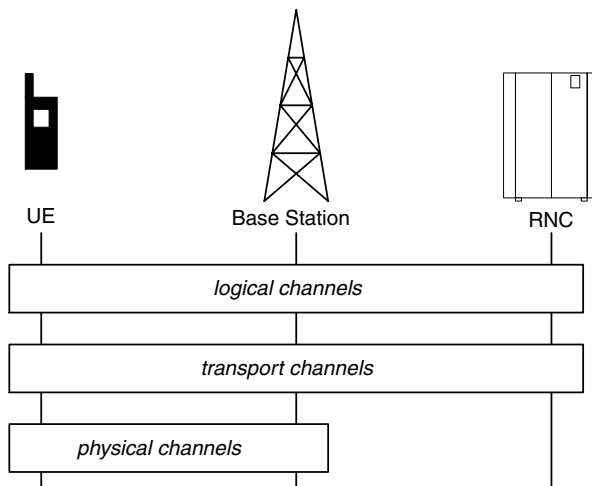 UE
Base Station
RNC
logical channels
transport channels
physical channels